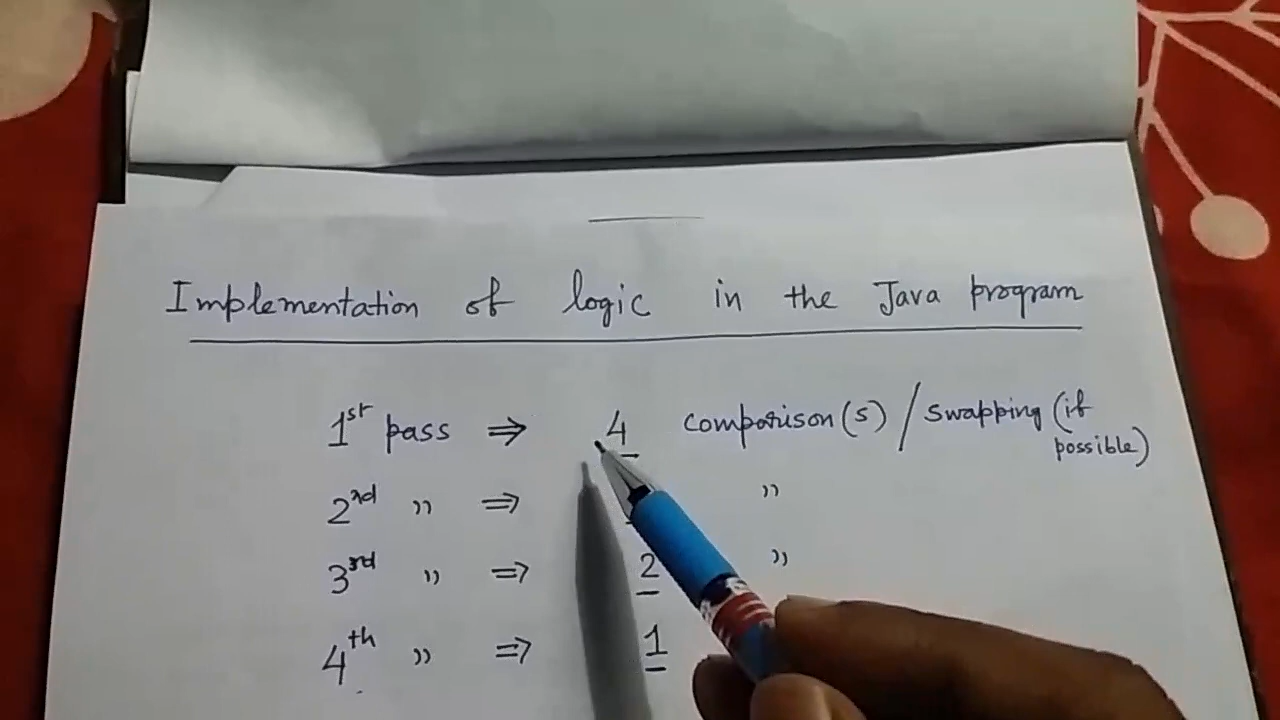 Implementation of logic in the Java program
1st pass ⇒ 4 comparison(s) / swapping (if possible)
2nd " ⇒ "
3rd " ⇒ 2 "
4th " ⇒ 1